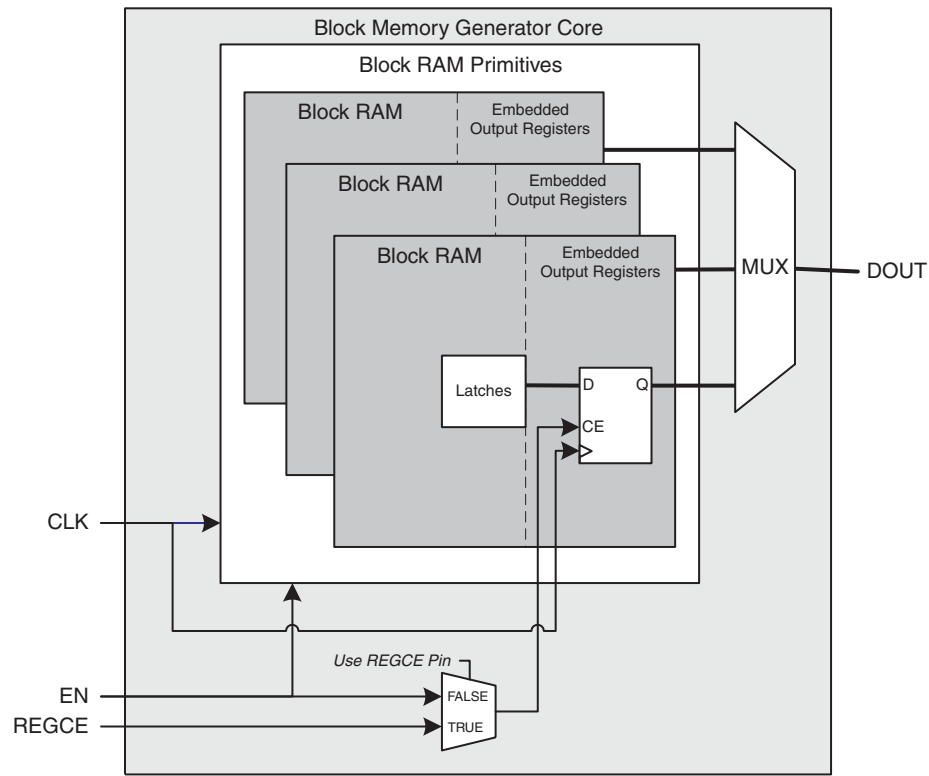 Block Memory Generator Core
Block RAM Primitives
Block RAM
Embedded
Output Registers
Block RAM
Embedded
Output Registers
Block RAM
Embedded
Output Registers
MUX
DOUT
Latches
D
Q
CE
CLK
Use REGCE Pin
EN
FALSE
REGCE
TRUE